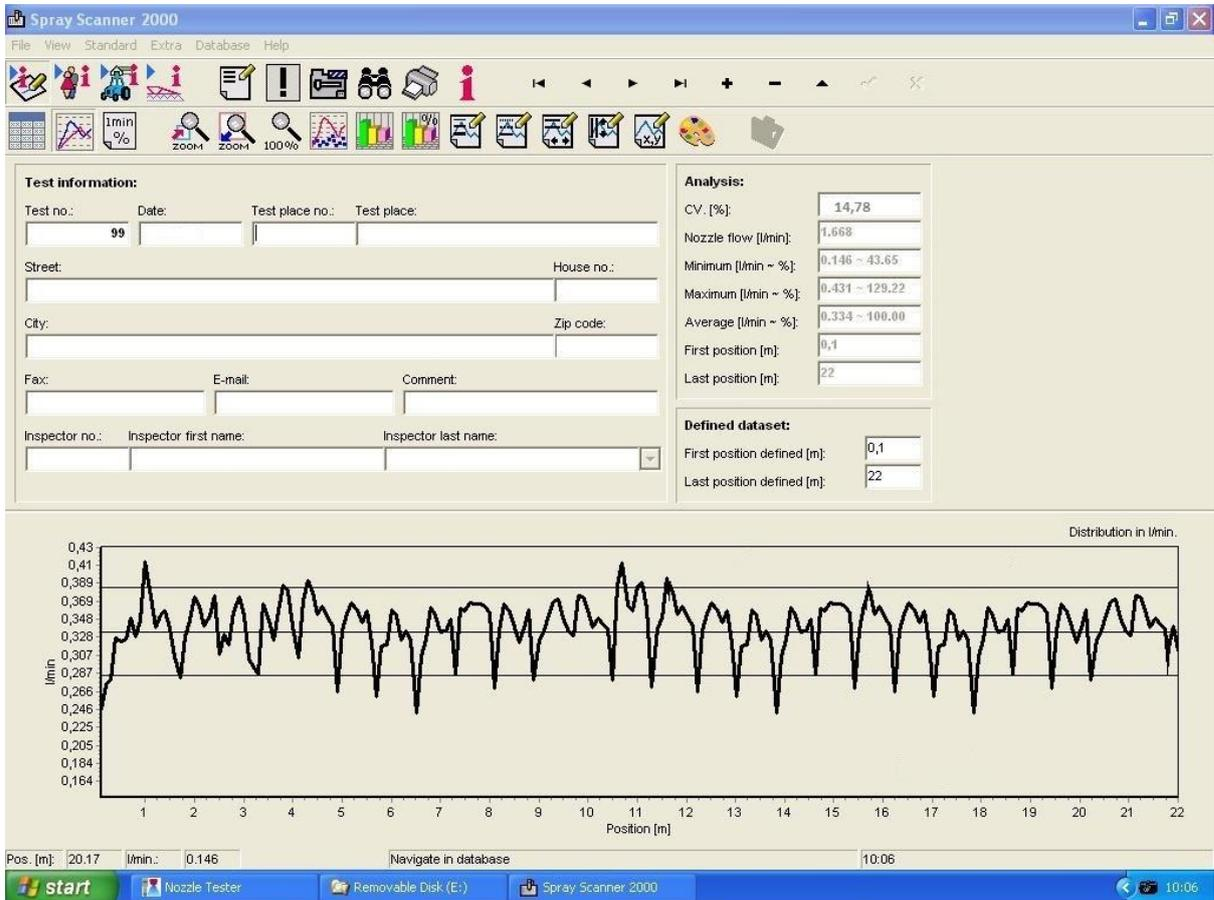 Spray Scanner 2000
File View Standard Extra Database Help
1min
%
ZOOM ZOOM 100% % x,y
Test information:
Test no.: Date: Test place no.: Test place:
99
Street: House no.:
City: Zip code:
Fax: E-mail: Comment:
Inspector no.: Inspector first name: Inspector last name:
Analysis:
CV. [%]: 14,78
Nozzle flow [l/min]: 1.668
Minimum [l/min ~ %]: 0.146 ~ 43.65
Maximum [l/min ~ %]: 0.431 ~ 129.22
Average [l/min ~ %]: 0.334 ~ 100.00
First position [m]: 0,1
Last position [m]: 22
Defined dataset:
First position defined [m]: 0,1
Last position defined [m]: 22
Distribution in l/min.
0,43
0,41
0,389
0,369
0,348
0,328
0,307
0,287
0,266
0,246
0,225
0,205
0,184
0,164
l/min
1 2 3 4 5 6 7 8 9 10 11 12 13 14 15 16 17 18 19 20 21 22
Position [m]
Pos. [m]: 20.17 l/min.: 0.146 Navigate in database 10:06
start Nozzle Tester Removable Disk (E:) Spray Scanner 2000 10:06